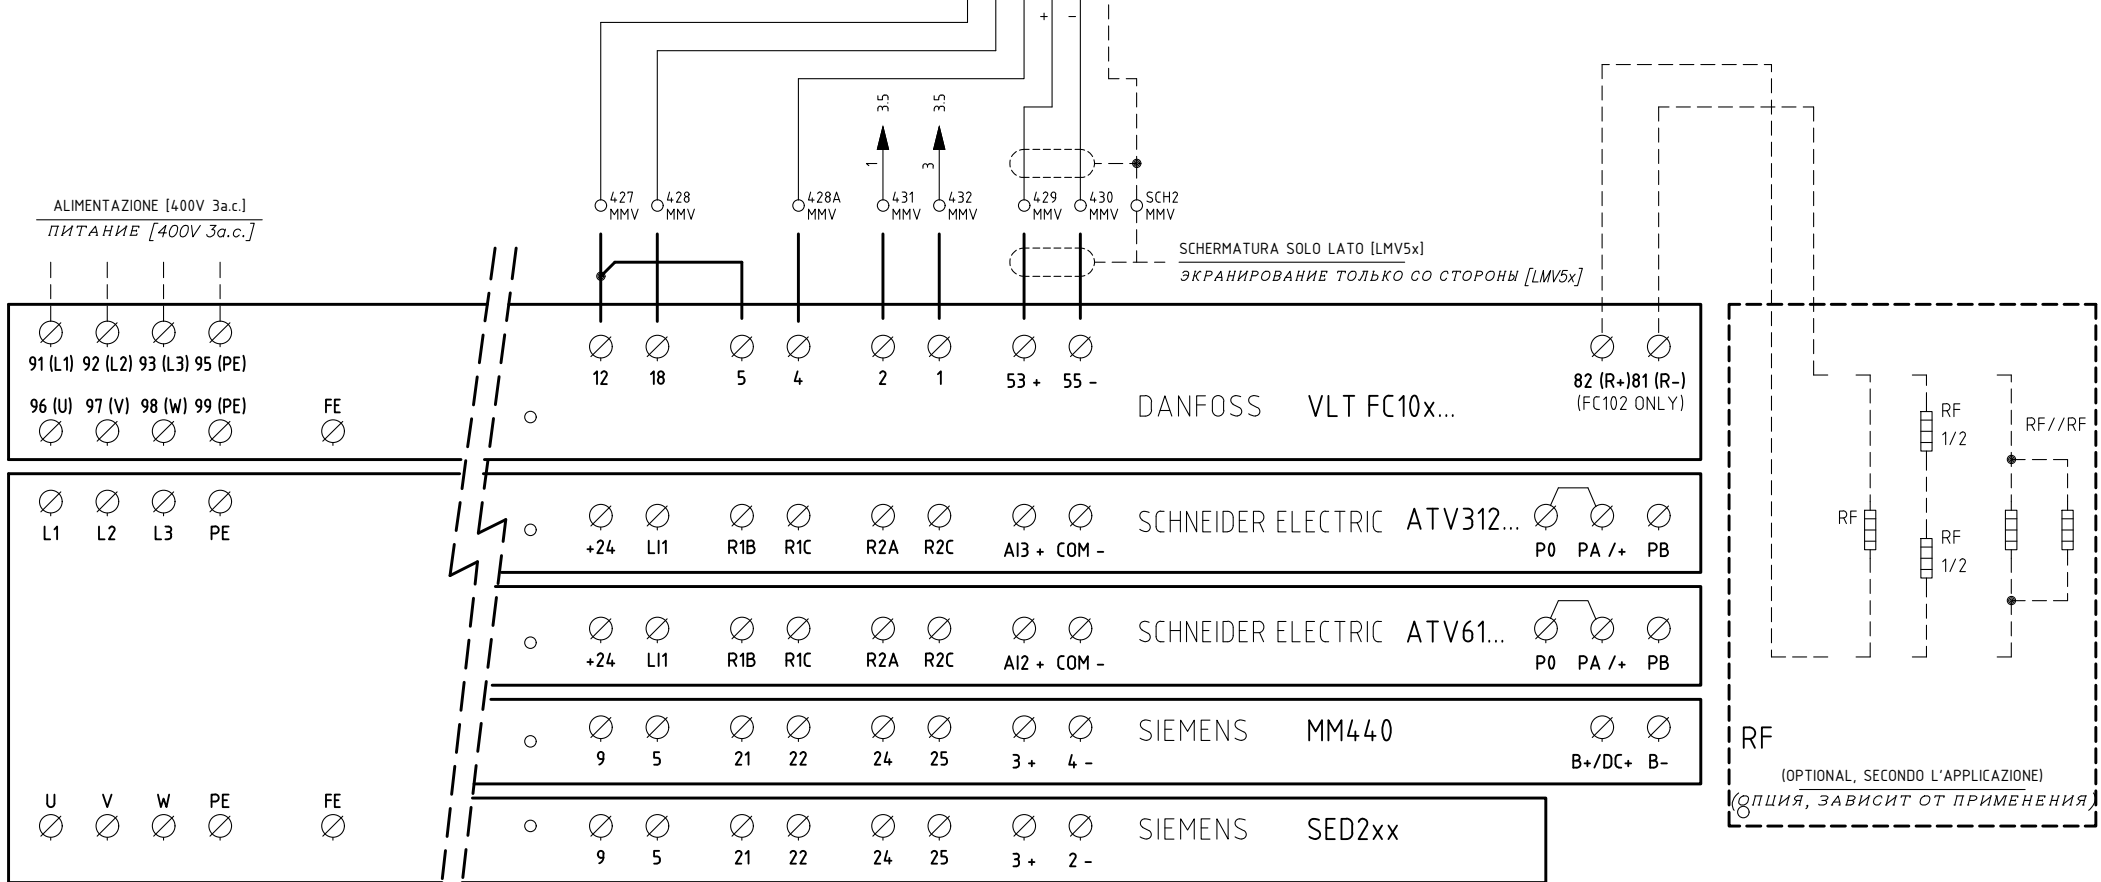 + -
3.5 3.5
1 3
427 MMV
428 MMV
428A MMV
431 MMV
432 MMV
429 MMV
430 MMV
SCH2 MMV
ALIMENTAZIONE [400V 3a.c.]
ПИТАНИЕ [400V 3a.c.]
SCHERMATURA SOLO LATO [LMV5x]
ЭКРАНИРОВАНИЕ ТОЛЬКО СО СТОРОНЫ [LMV5x]
91 (L1) 92 (L2) 93 (L3) 95 (PE)
12 18 5 4 2 1 53 + 55 -
82 (R+) 81 (R-)
(FC102 ONLY)
96 (U) 97 (V) 98 (W) 99 (PE) FE
DANFOSS VLT FC10x...
L1 L2 L3 PE
+24 LI1 R1B R1C R2A R2C AI3 + COM -
SCHNEIDER ELECTRIC ATV312...
P0 PA /+ PB
+24 LI1 R1B R1C R2A R2C AI2 + COM -
SCHNEIDER ELECTRIC ATV61...
P0 PA /+ PB
9 5 21 22 24 25 3 + 4 -
SIEMENS MM440
B+/DC+ B-
U V W PE FE
9 5 21 22 24 25 3 + 2 -
SIEMENS SED2xx
RF
RF
1/2
RF
1/2
RF//RF
RF
(OPTIONAL, SECONDO L'APPLICAZIONE)
(ОПЦИЯ, ЗАВИСИТ ОТ ПРИМЕНЕНИЯ)